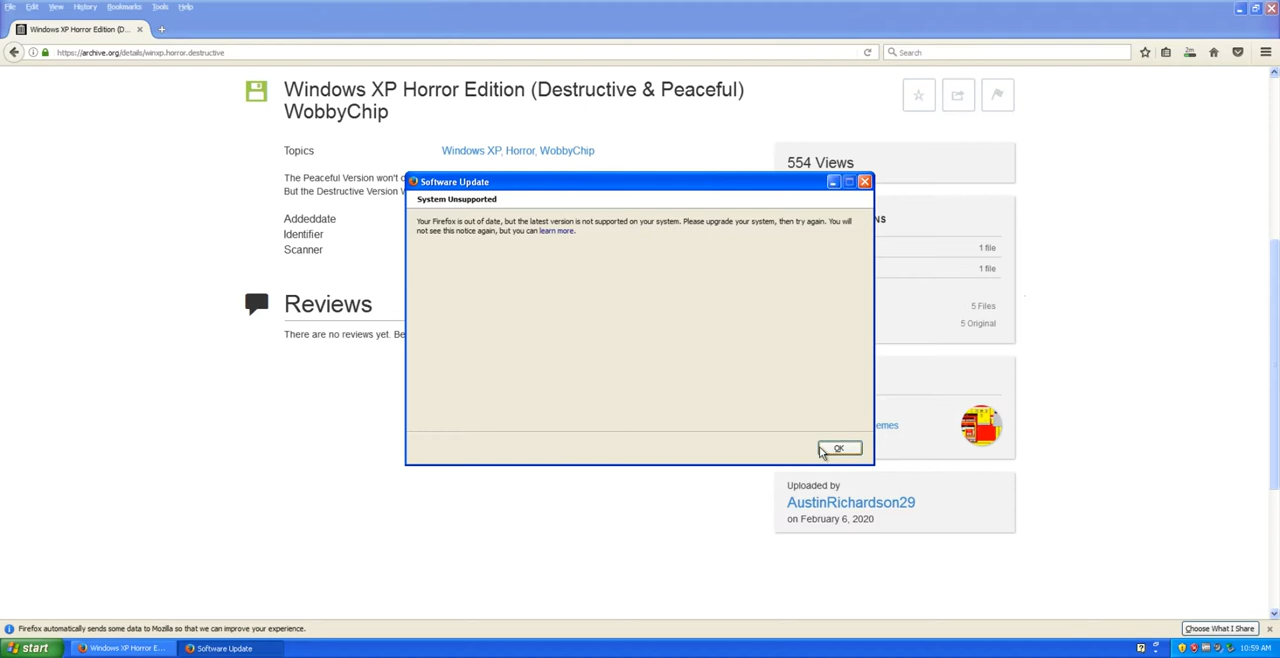 File Edit View History Bookmarks Tools Help
Windows XP Horror Edition (D...
https://archive.org/details/winxp.horror.destructive
Search
2m
Windows XP Horror Edition (Destructive & Peaceful)
WobbyChip
Topics
Windows XP, Horror, WobbyChip
554 Views
The Peaceful Version won't
But the Destructive Version
Software Update
System Unsupported
Your Firefox is out of date, but the latest version is not supported on your system. Please upgrade your system, then try again. You will
not see this notice again, but you can learn more.
Addeddate
NS
Identifier
1 file
Scanner
1 file
Reviews
5 Files
5 Original
There are no reviews yet. Be
emes
OK
Uploaded by
AustinRichardson29
on February 6, 2020
Firefox automatically sends some data to Mozilla so that we can improve your experience.
Choose What I Share
start
Windows XP Horror E...
Software Update
10:59 AM